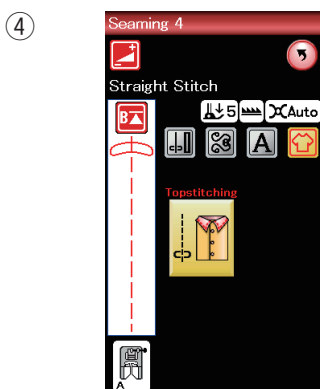 ④
Seaming 4
Straight Stitch
5 Auto
B A
Topstitching
A